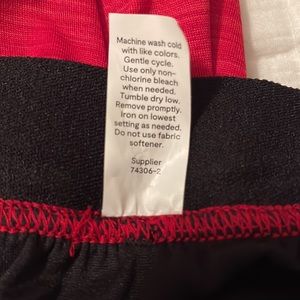 Machine wash cold
with like colors.
Gentle cycle.
Use only non-
chlorine bleach
when needed.
Tumble dry low.
Remove promptly.
Iron on lowest
setting as needed.
Do not use fabric
softener.
Supplier
74306-2